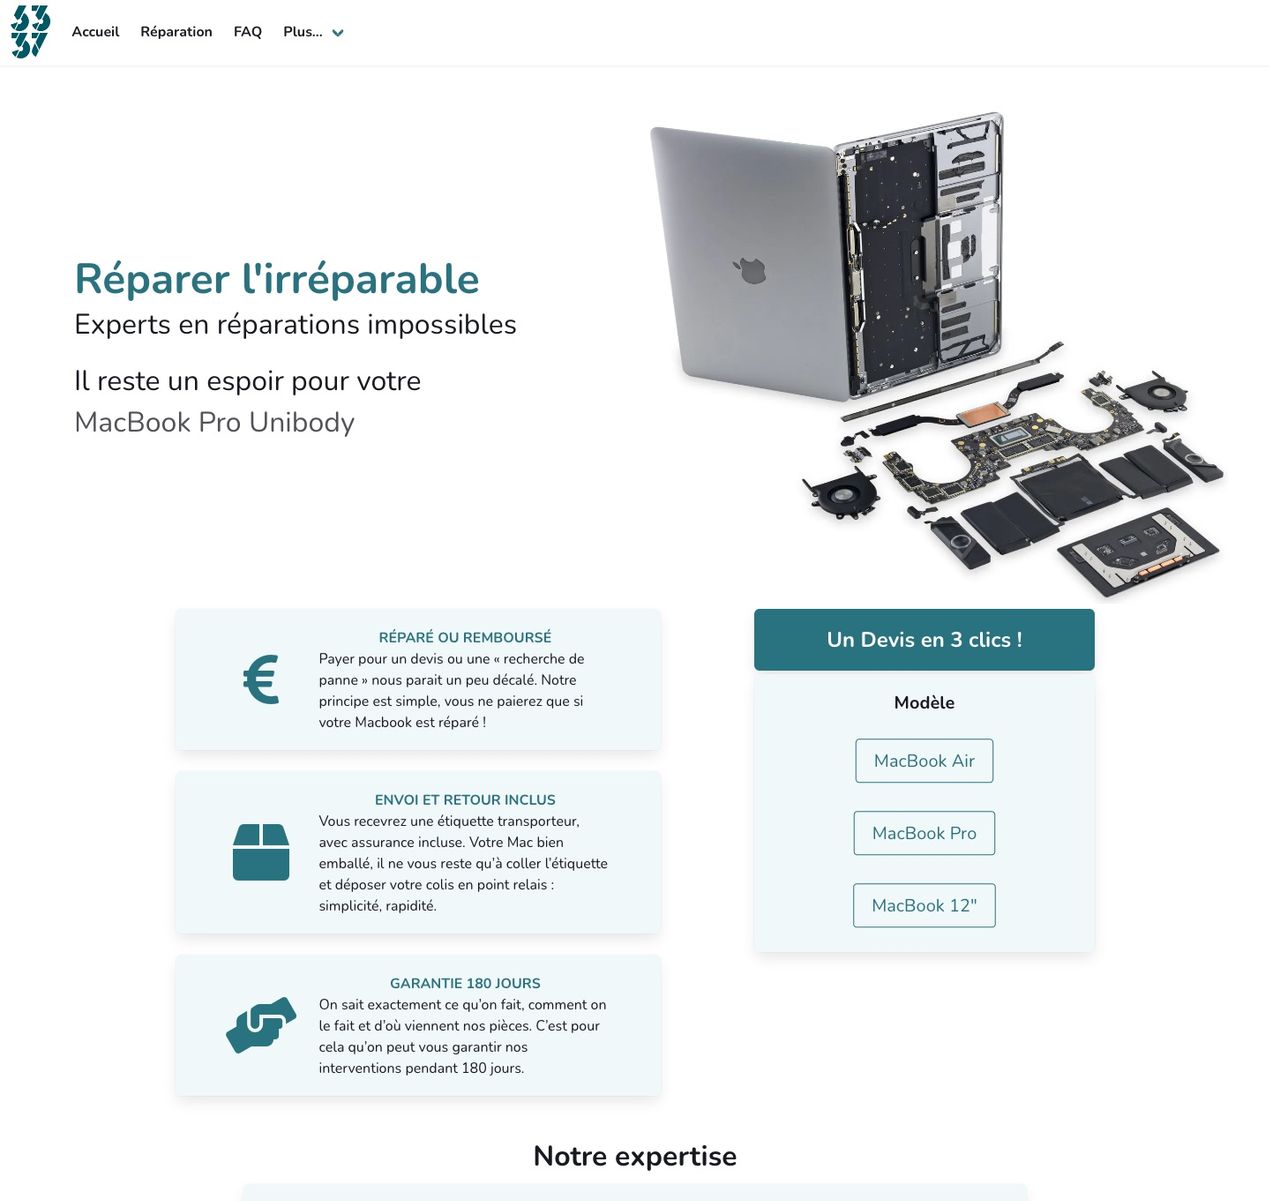 5337
Accueil Réparation FAQ Plus...
Réparer l'irréparable
Experts en réparations impossibles
Il reste un espoir pour votre
MacBook Pro Unibody
RÉPARÉ OU REMBOURSÉ
Payer pour un devis ou une « recherche de
panne » nous parait un peu décalé. Notre
principe est simple, vous ne paierez que si
votre Macbook est réparé !
ENVOI ET RETOUR INCLUS
Vous recevrez une étiquette transporteur,
avec assurance incluse. Votre Mac bien
emballé, il ne vous reste qu’à coller l’étiquette
et déposer votre colis en point relais :
simplicité, rapidité.
GARANTIE 180 JOURS
On sait exactement ce qu’on fait, comment on
le fait et d’où viennent nos pièces. C’est pour
cela qu’on peut vous garantir nos
interventions pendant 180 jours.
Un Devis en 3 clics !
Modèle
MacBook Air
MacBook Pro
MacBook 12"
Notre expertise